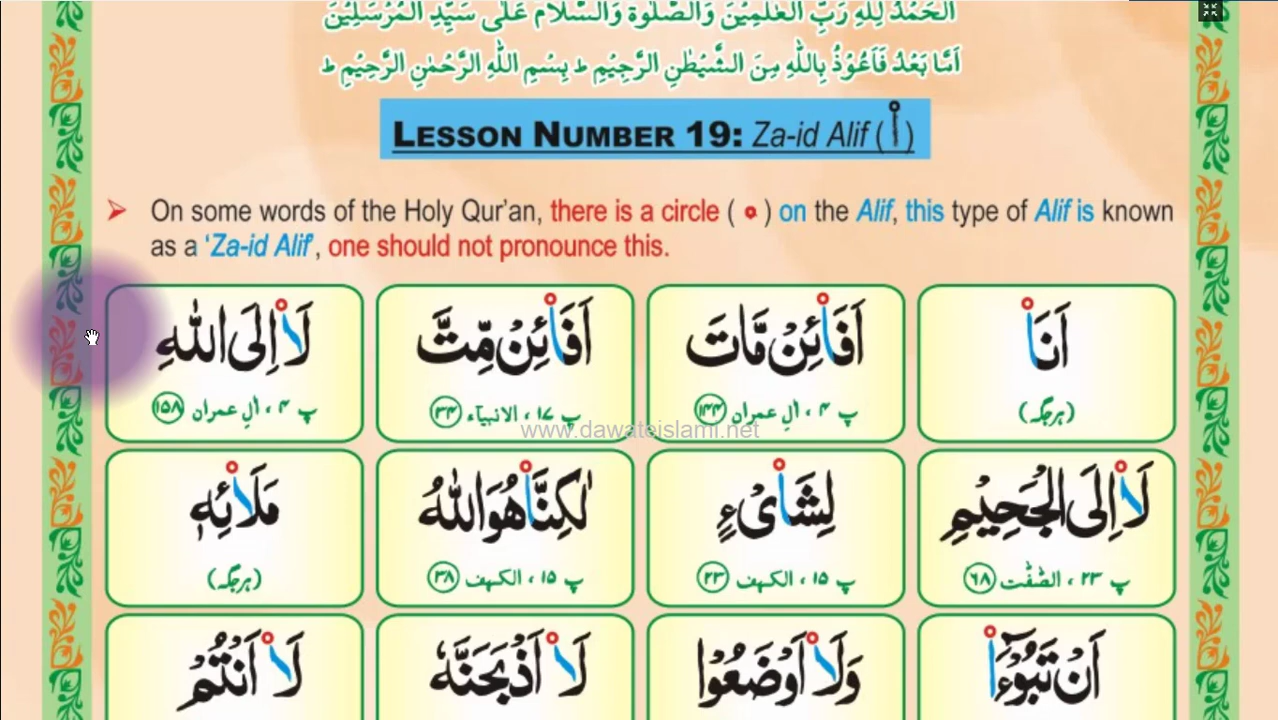 اَلْحَمْدُ لِلّٰهِ رَبِّ الْعٰلَمِيْنَ وَالصَّلٰوةُ وَالسَّلَامُ عَلٰى سَيِّدِ الْمُرْسَلِيْنَ
اَمَّا بَعْدُ فَاَعُوْذُ بِاللّٰهِ مِنَ الشَّيْطٰنِ الرَّجِيْمِ ط بِسْمِ اللّٰهِ الرَّحْمٰنِ الرَّحِيْمِ ط
LESSON NUMBER 19: Za-id Alif (اْ)
➤ On some words of the Holy Qur'an, there is a circle ( ° ) on the Alif, this type of Alif is known
as a 'Za-id Alif', one should not pronounce this.
اَنَا۠ اَفَا۠ئِنْ مَّاتَ اَفَا۠ئِنْ مِّتَّ لَا۠ اِلَى اللّٰهِ
(ہرجگہ) پ ۴، اٰلِ عمران ۱۴۴ پ ۱۷، الانبیآء ۳۴ پ ۴، اٰلِ عمران ۱۵۸
www.dawateislami.net
لَا۠ اِلَى الْجَحِيْمِ لِشَا۠یْءٍ لٰكِنَّا۠ هُوَ اللّٰهُ مَلَا۠ئِهٖ
پ ۲۳، الصّٰفّٰت ۶۸ پ ۱۵، الکہف ۲۳ پ ۱۵، الکہف ۳۸ (ہرجگہ)
اَنْ تَبُوْٓءَا۠ وَلَا۠ اَوْضَعُوْا لَا۠ اَذْبَحَنَّهٗ لَا۠ اَنْتُمْ